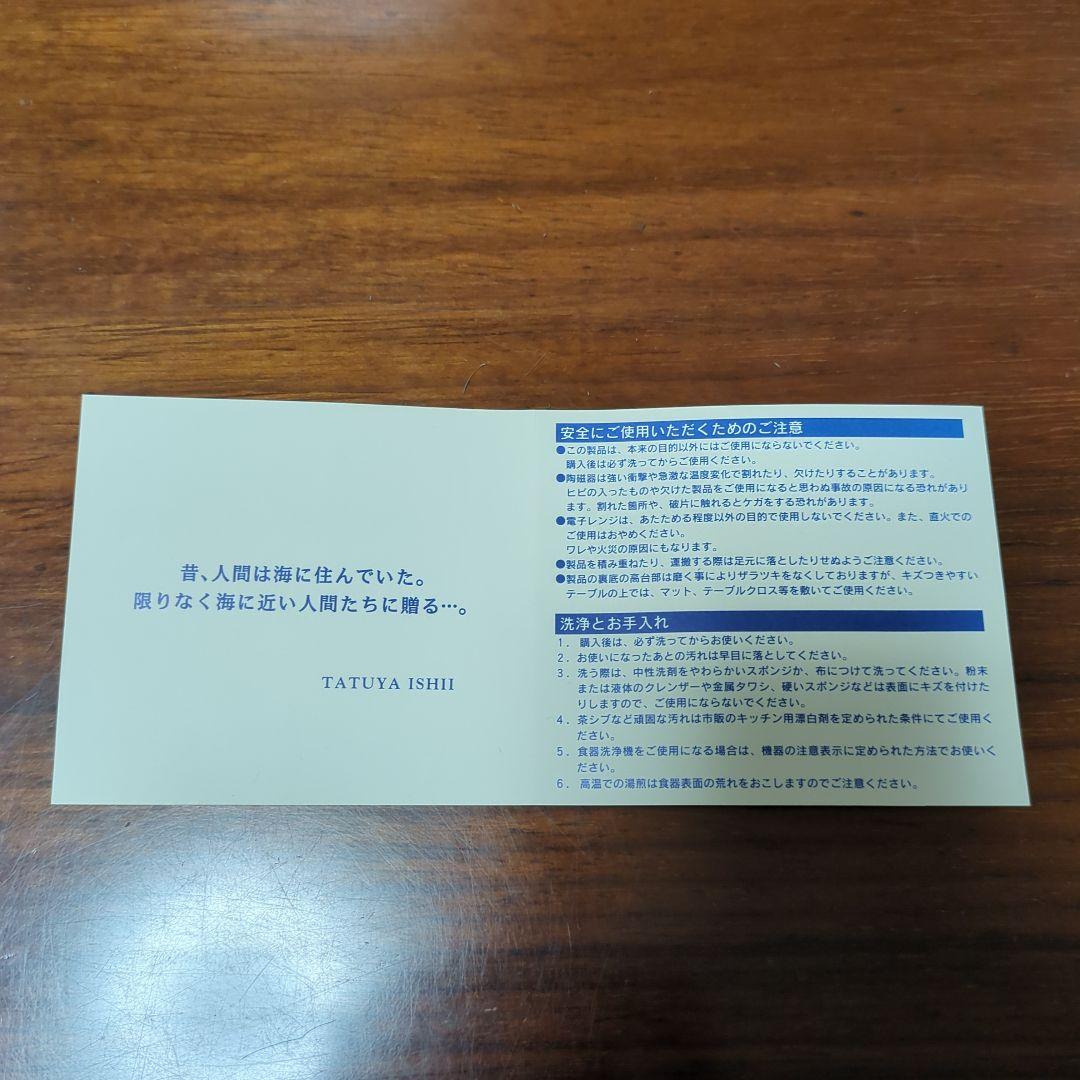 昔、人間は海に住んでいた。
限りなく海に近い人間たちに贈る…。
TATUYA ISHII
安全にご使用いただくためのご注意
●この製品は、本来の目的以外にはご使用にならないでください。
購入後は必ず洗ってからご使用ください。
●陶磁器は強い衝撃や急激な温度変化で割れたり、欠けたりすることがあります。
ヒビの入ったものや欠けた製品をご使用になると思わぬ事故の原因になる恐れがあり
ます。割れた箇所や、破片に触れるとケガをする恐れがあります。
●電子レンジは、あたためる程度以外の目的で使用しないでください。また、直火での
ご使用はおやめください。
ワレや火災の原因にもなります。
●製品を積み重ねたり、運搬する際は足元に落としたりせぬようご注意ください。
●製品の裏底の高台部は磨く事によりザラツキをなくしておりますが、キズつきやすい
テーブルの上では、マット、テーブルクロス等を敷いてご使用ください。
洗浄とお手入れ
1. 購入後は、必ず洗ってからお使いください。
2. お使いになったあとの汚れは早目に落としてください。
3. 洗う際は、中性洗剤をやわらかいスポンジか、布につけて洗ってください。粉末
または液体のクレンザーや金属タワシ、硬いスポンジなどは表面にキズを付けた
りしますので、ご使用にならないでください。
4. 茶シブなど頑固な汚れは市販のキッチン用漂白剤を定められた条件にてご使用く
ださい。
5. 食器洗浄機をご使用になる場合は、機器の注意表示に定められた方法でお使いく
ださい。
6. 高温での湯煎は食器表面の荒れをおこしますのでご注意ください。